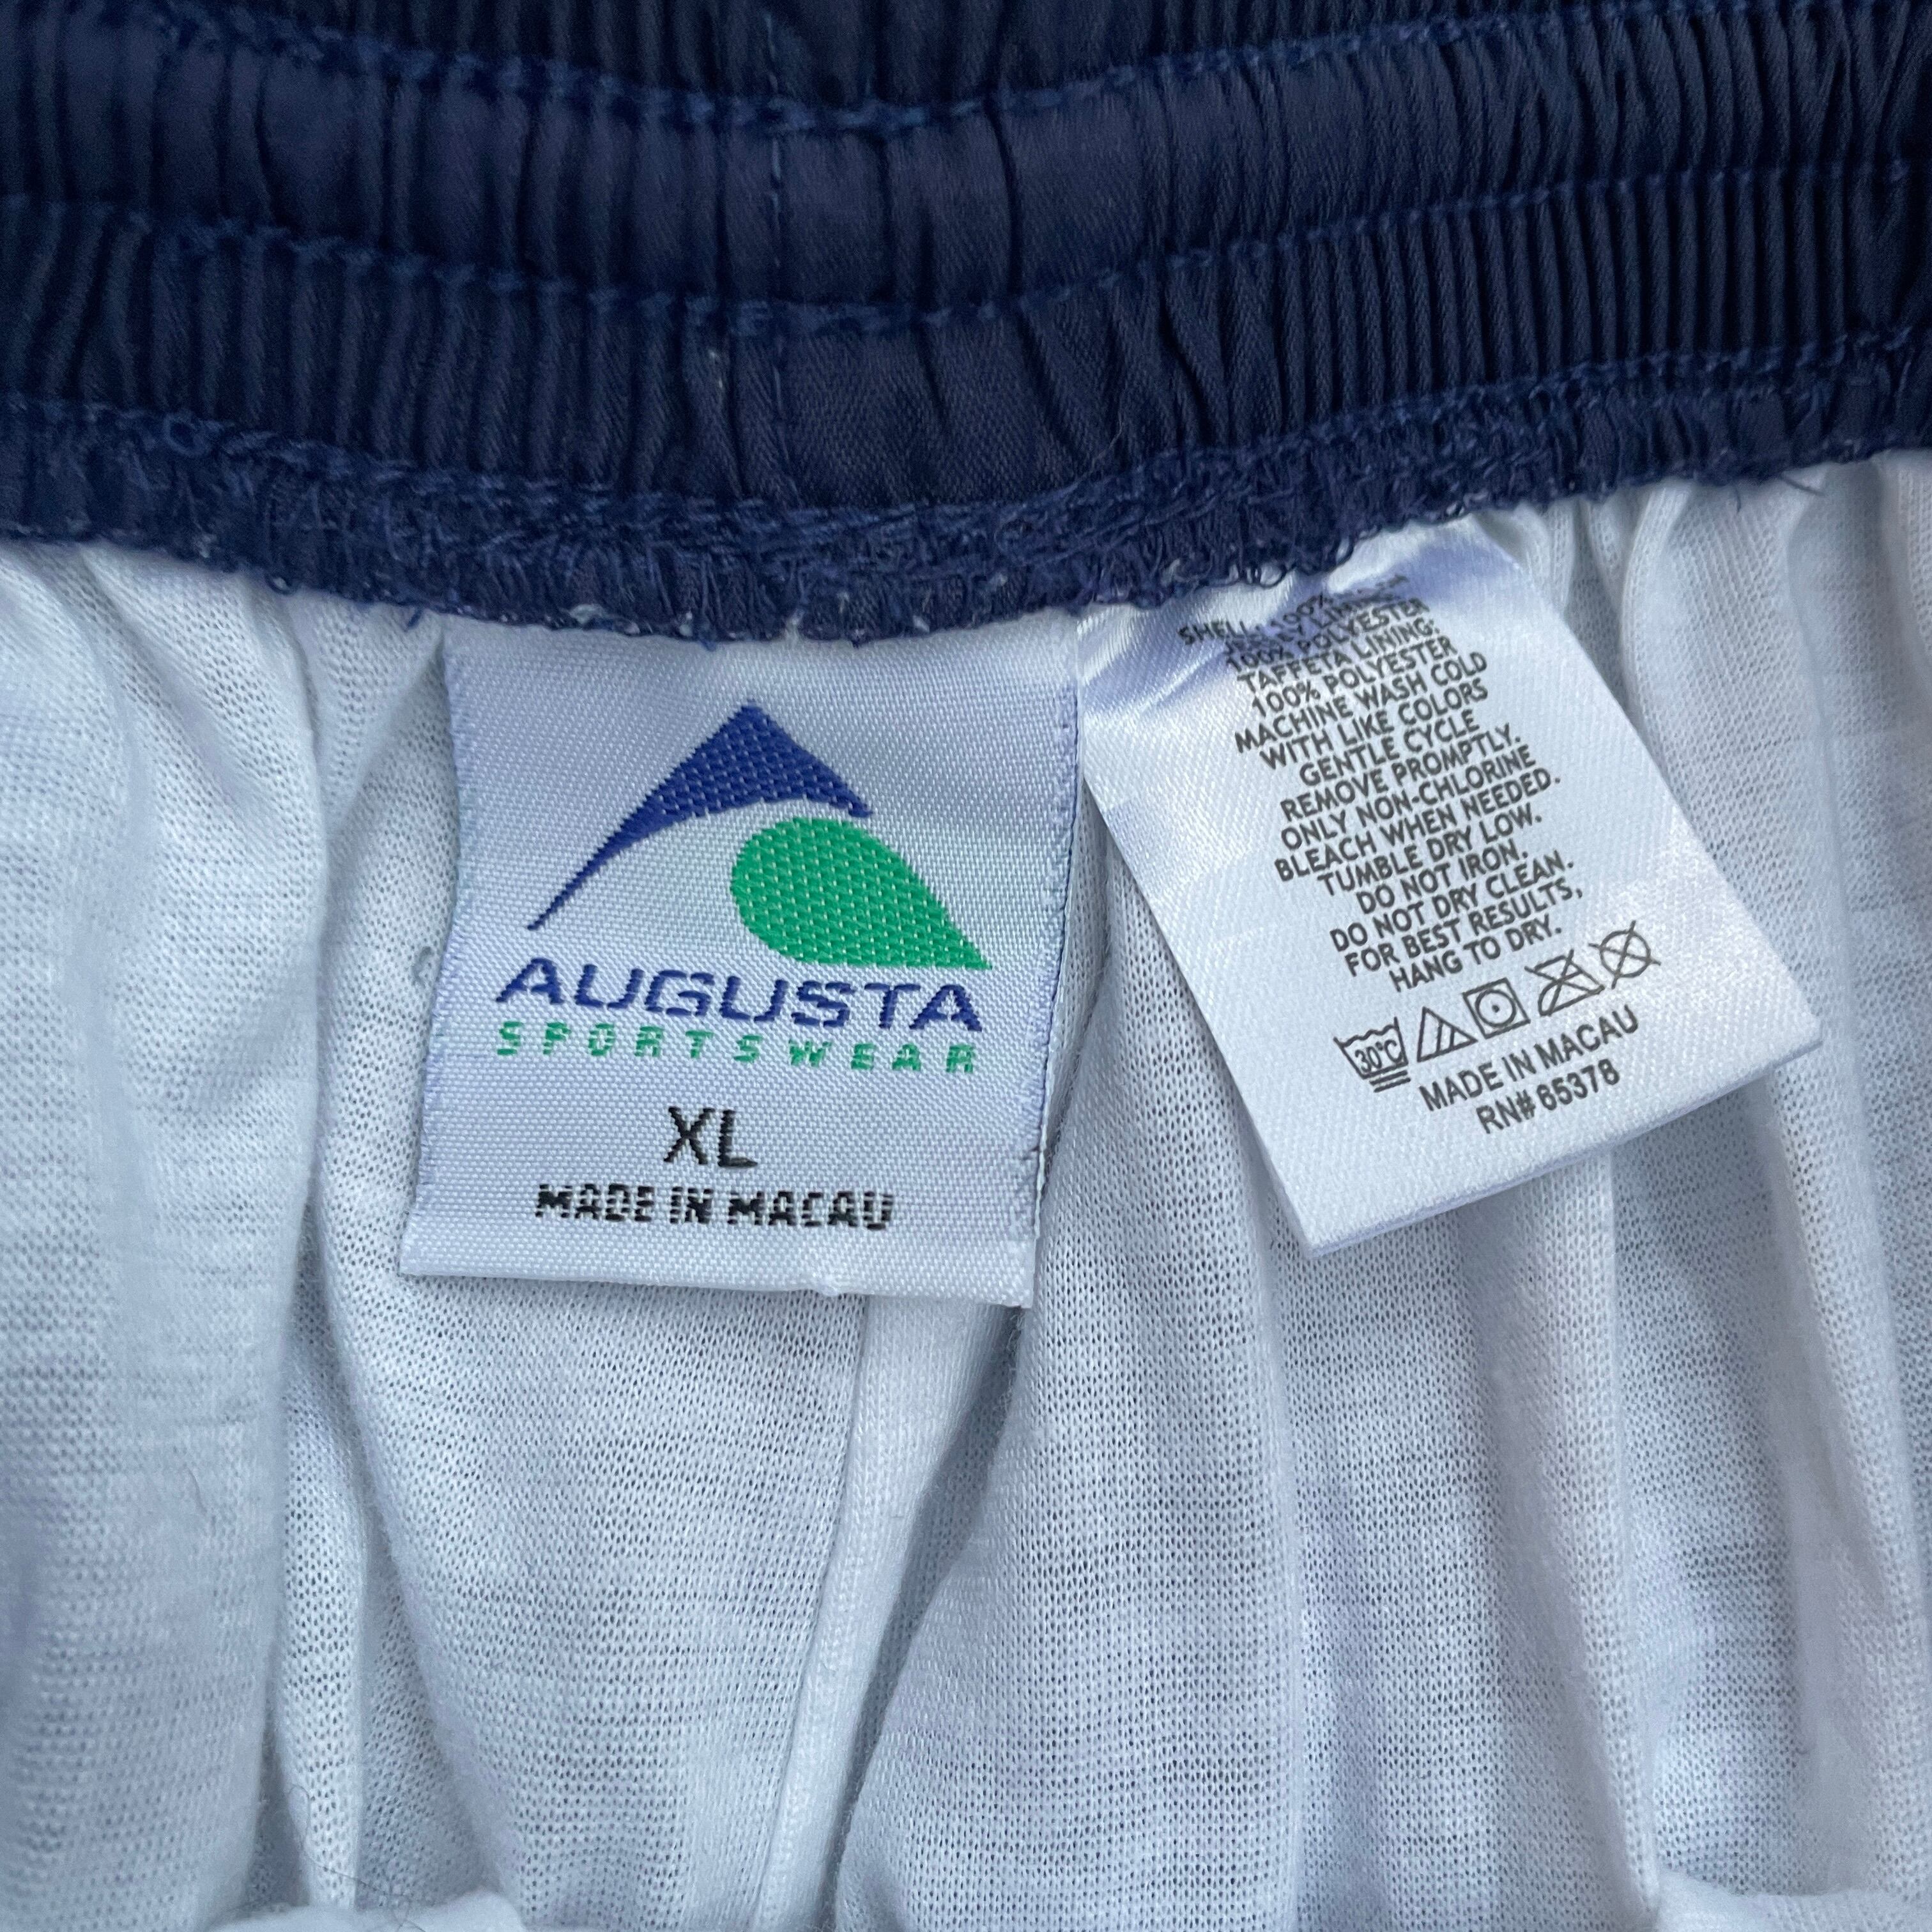 AUGUSTA
SPORTSWEAR
XL
MADE IN MACAU
SHELL: 100%
100% POLYESTER
TAFFETA LINING:
100% POLYESTER
MACHINE WASH COLD
WITH LIKE COLORS
GENTLE CYCLE
REMOVE PROMPTLY.
ONLY NON-CHLORINE
BLEACH WHEN NEEDED.
TUMBLE DRY LOW.
DO NOT IRON.
DO NOT DRY CLEAN.
FOR BEST RESULTS,
HANG TO DRY.
30°C
MADE IN MACAU
RN# 65378